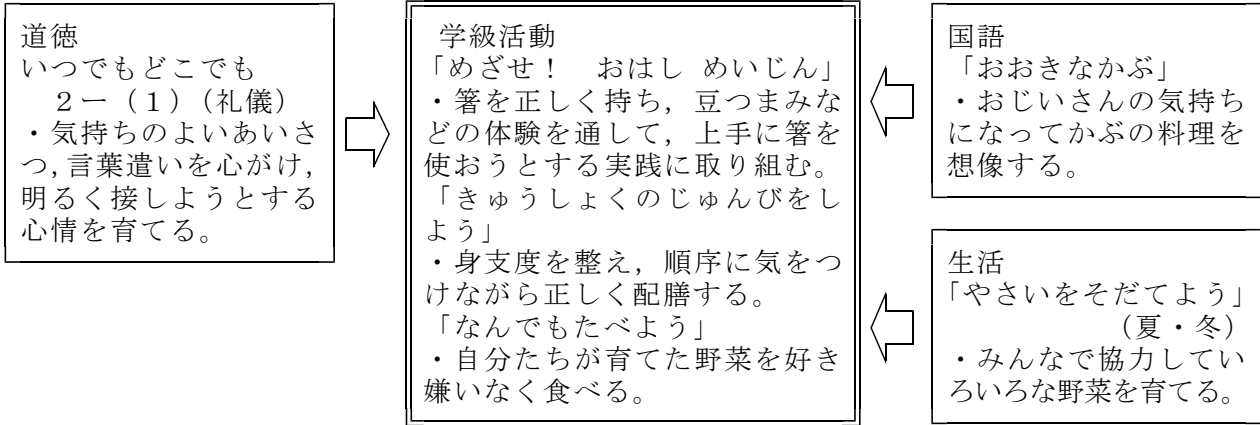 道徳
いつでもどこでも
２－（１）（礼儀）
・気持ちのよいあいさ
つ，言葉遣いを心がけ，
明るく接しようとする
心情を育てる。
学級活動
「めざせ！　おはし めいじん」
・箸を正しく持ち，豆つまみな
どの体験を通して，上手に箸を
使おうとする実践に取り組む。
「きゅうしょくのじゅんびをし
よう」
・身支度を整え，順序に気をつ
けながら正しく配膳する。
「なんでもたべよう」
・自分たちが育てた野菜を好き
嫌いなく食べる。
国語
「おおきなかぶ」
・おじいさんの気持ち
になってかぶの料理を
想像する。
生活
「やさいをそだてよう」
（夏・冬）
・みんなで協力してい
ろいろな野菜を育てる。